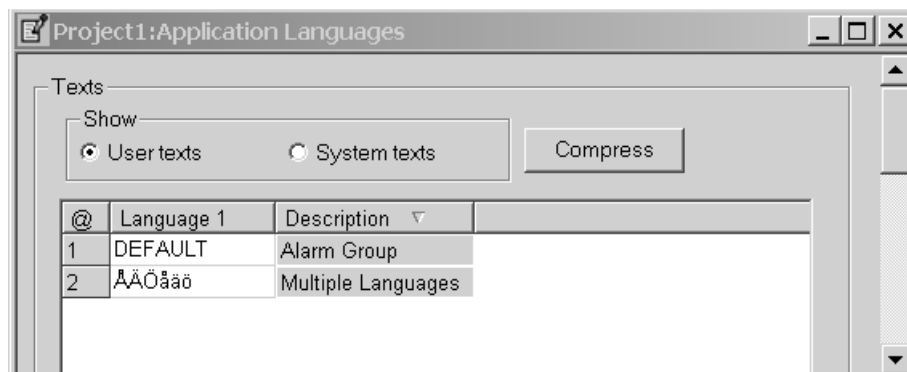 Project1:Application Languages
Texts
Show
User texts System texts Compress
@ Language 1 Description
1 DEFAULT Alarm Group
2 ÅÄÖåäö Multiple Languages